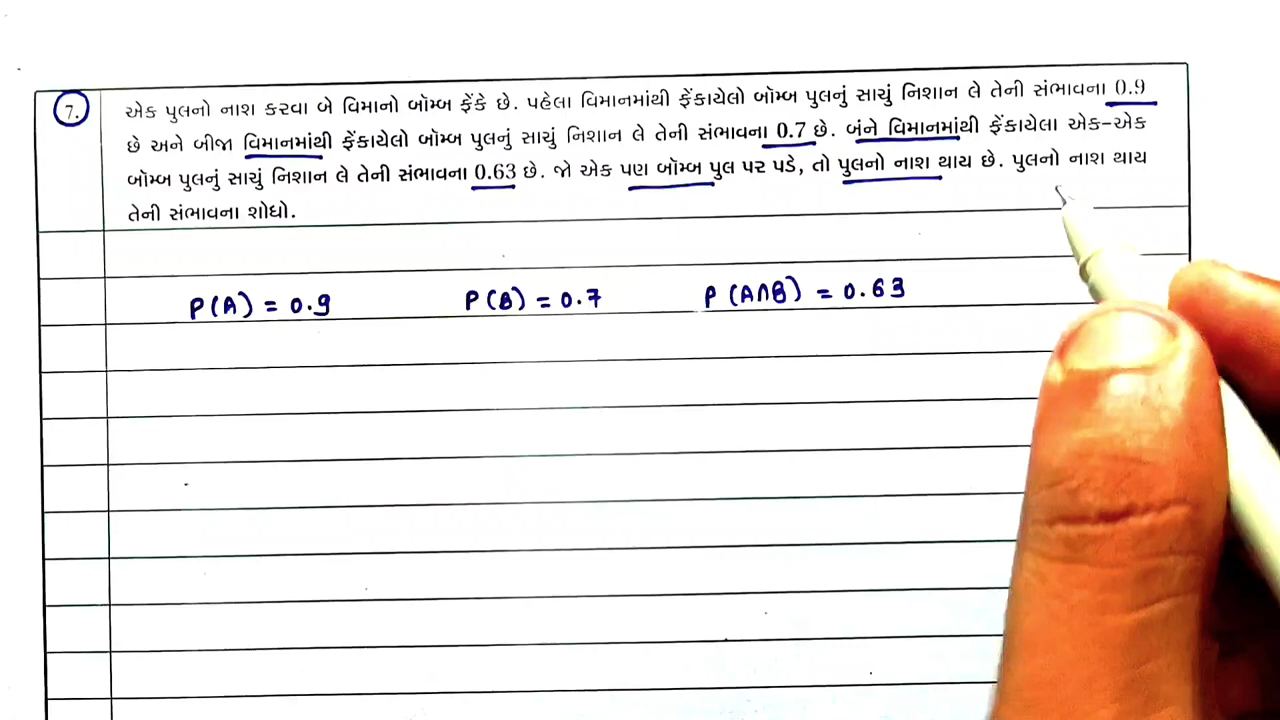 7. એક પુલનો નાશ કરવા બે વિમાનો બૉમ્બ ફેંકે છે. પહેલા વિમાનમાંથી ફેંકાયેલો બૉમ્બ પુલનું સાચું નિશાન લે તેની સંભાવના 0.9
છે અને બીજા વિમાનમાંથી ફેંકાયેલો બૉમ્બ પુલનું સાચું નિશાન લે તેની સંભાવના 0.7 છે. બંને વિમાનમાંથી ફેંકાયેલા એક-એક
બૉમ્બ પુલનું સાચું નિશાન લે તેની સંભાવના 0.63 છે. જો એક પણ બૉમ્બ પુલ પર પડે, તો પુલનો નાશ થાય છે. પુલનો નાશ થાય
તેની સંભાવના શોધો.
P(A) = 0.9 P(B) = 0.7 P(A∩B) = 0.63